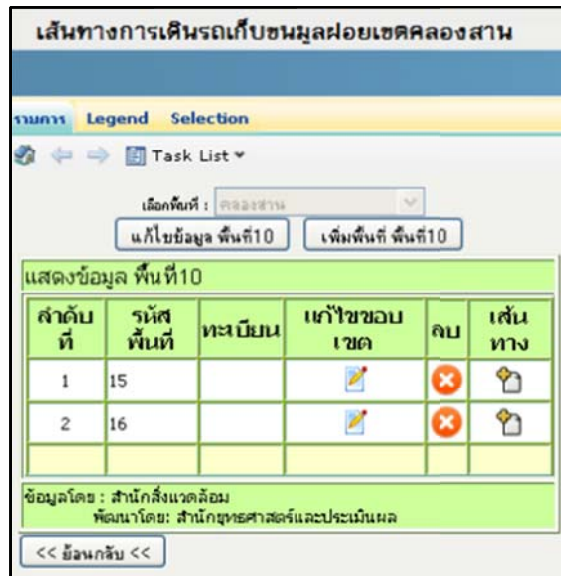 เส้นทางการเดินรถเก็บขนมูลฝอยเขตคลองสาน
รายการ Legend Selection
Task List
เลือกพื้นที่ : คลองสาน
แก้ไขข้อมูล พื้นที่10 เพิ่มพื้นที่ พื้นที่10
แสดงข้อมูล พื้นที่10
ลำดับที่ รหัสพื้นที่ ทะเบียน แก้ไขขอบเขต ลบ เส้นทาง
1 15
2 16
ข้อมูลโดย : สำนักสิ่งแวดล้อม
พัฒนาโดย: สำนักยุทธศาสตร์และประเมินผล
<< ย้อนกลับ <<